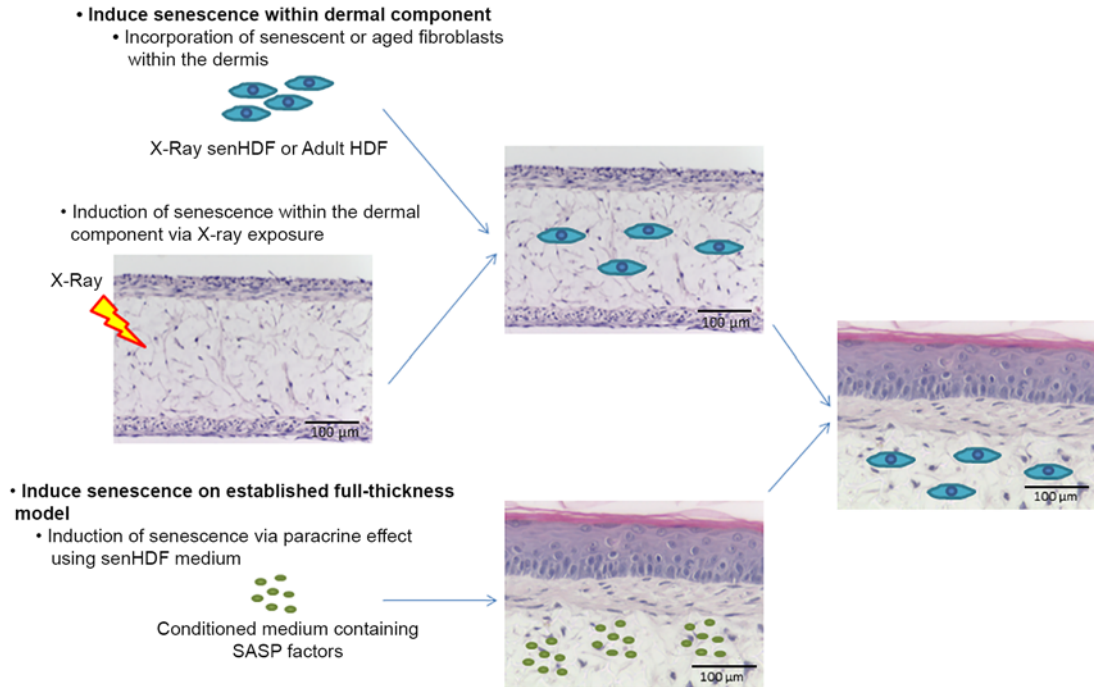 • Induce senescence within dermal component
• Incorporation of senescent or aged fibroblasts
within the dermis
X-Ray senHDF or Adult HDF
• Induction of senescence within the dermal
component via X-ray exposure
X-Ray
100 µm
100 µm
100 µm
• Induce senescence on established full-thickness
model
• Induction of senescence via paracrine effect
using senHDF medium
Conditioned medium containing
SASP factors
100 µm